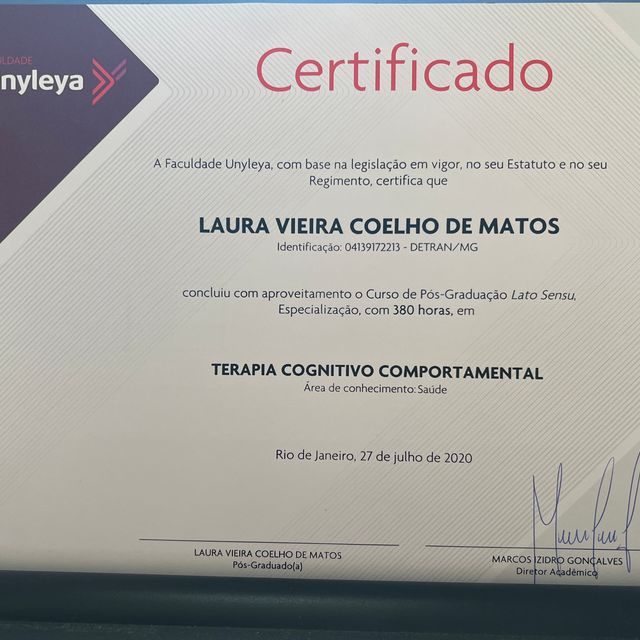 nyleya
Certificado
A Faculdade Unyleya, com base na legislação em vigor, no seu Estatuto e no seu
Regimento, certifica que
LAURA VIEIRA COELHO DE MATOS
Identificação: 04139172213 - DETRAN/MG
concluiu com aproveitamento o Curso de Pós-Graduação Lato Sensu,
Especialização, com 380 horas, em
TERAPIA COGNITIVO COMPORTAMENTAL
Área de conhecimento: Saúde
Rio de Janeiro, 27 de julho de 2020
LAURA VIEIRA COELHO DE MATOS
Pós-Graduado(a)
MARCOS IZIDRO GONÇALVES
Diretor Acadêmico